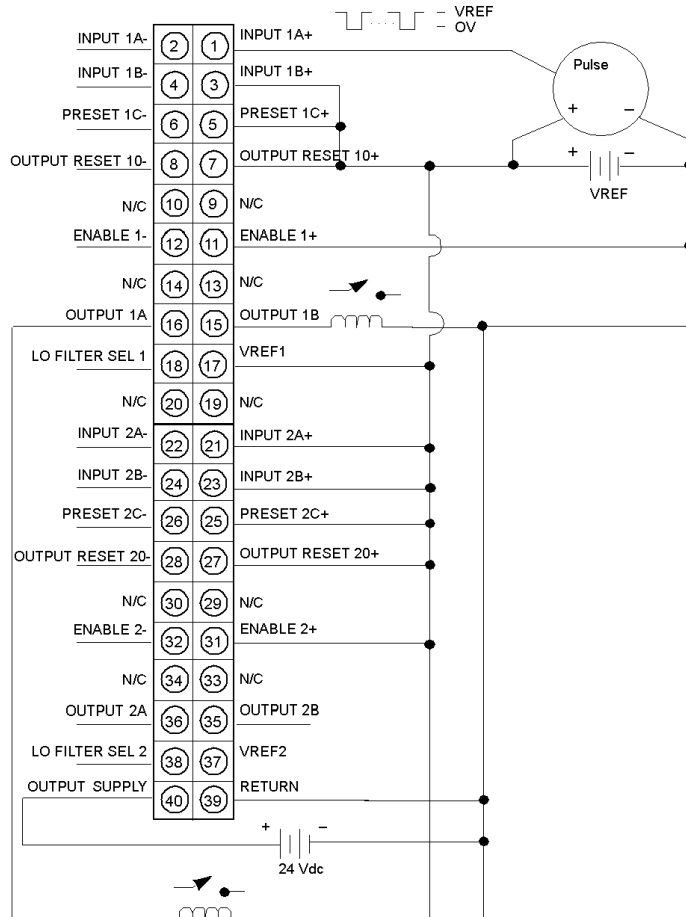 VREF
OV
INPUT 1A- 2 1 INPUT 1A+
Pulse
INPUT 1B- 4 3 INPUT 1B+
+ −
PRESET 1C- 6 5 PRESET 1C+
OUTPUT RESET 10- 8 7 OUTPUT RESET 10+
+ −
VREF
N/C 10 9 N/C
ENABLE 1- 12 11 ENABLE 1+
N/C 14 13 N/C
OUTPUT 1A 16 15 OUTPUT 1B
LO FILTER SEL 1 18 17 VREF1
N/C 20 19 N/C
INPUT 2A- 22 21 INPUT 2A+
INPUT 2B- 24 23 INPUT 2B+
PRESET 2C- 26 25 PRESET 2C+
OUTPUT RESET 20- 28 27 OUTPUT RESET 20+
N/C 30 29 N/C
ENABLE 2- 32 31 ENABLE 2+
N/C 34 33 N/C
OUTPUT 2A 36 35 OUTPUT 2B
LO FILTER SEL 2 38 37 VREF2
OUTPUT SUPPLY 40 39 RETURN
+ −
24 Vdc